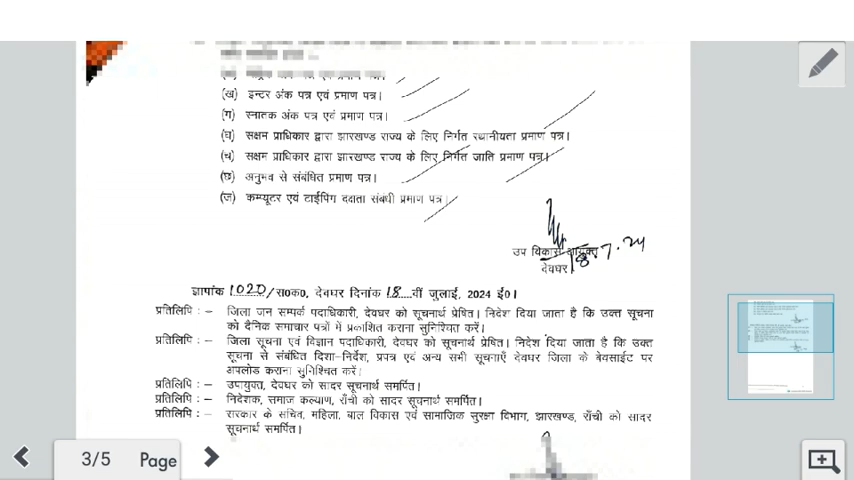 (ख) इन्टर अंक पत्र एवं प्रमाण पत्र।
(ग) स्नातक अंक पत्र एवं प्रमाण पत्र।
(घ) सक्षम प्राधिकार द्वारा झारखण्ड राज्य के लिए निर्गत स्थानीयता प्रमाण पत्र।
(च) सक्षम प्राधिकार द्वारा झारखण्ड राज्य के लिए निर्गत जाति प्रमाण पत्र।
(छ) अनुभव से संबंधित प्रमाण पत्र।
(ज) कम्प्यूटर एवं टाईपिंग दक्षता संबंधी प्रमाण पत्र।
उप विकास आयुक्त
देवघर 18.7.24
ज्ञापांक 1020/स०क०, देवघर दिनांक 18 वीं जुलाई, 2024 ई०।
प्रतिलिपि :– जिला जन सम्पर्क पदाधिकारी, देवघर को सूचनार्थ प्रेषित। निदेश दिया जाता है कि उक्त सूचना
को दैनिक समाचार पत्रों में प्रकाशित कराना सुनिश्चित करें।
प्रतिलिपि :– जिला सूचना एवं विज्ञान पदाधिकारी, देवघर को सूचनार्थ प्रेषित। निदेश दिया जाता है कि उक्त
सूचना से संबंधित दिशा-निर्देश, प्रपत्र एवं अन्य सभी सूचनाएँ देवघर जिला के बेवसाईट पर
अपलोड कराना सुनिश्चित करें।
प्रतिलिपि :– उपायुक्त, देवघर को सादर सूचनार्थ समर्पित।
प्रतिलिपि :– निदेशक, समाज कल्याण, राँची को सादर सूचनार्थ समर्पित।
प्रतिलिपि :– सरकार के सचिव, महिला, बाल विकास एवं सामाजिक सुरक्षा विभाग, झारखण्ड, राँची को सादर
सूचनार्थ समर्पित।
3/5 Page